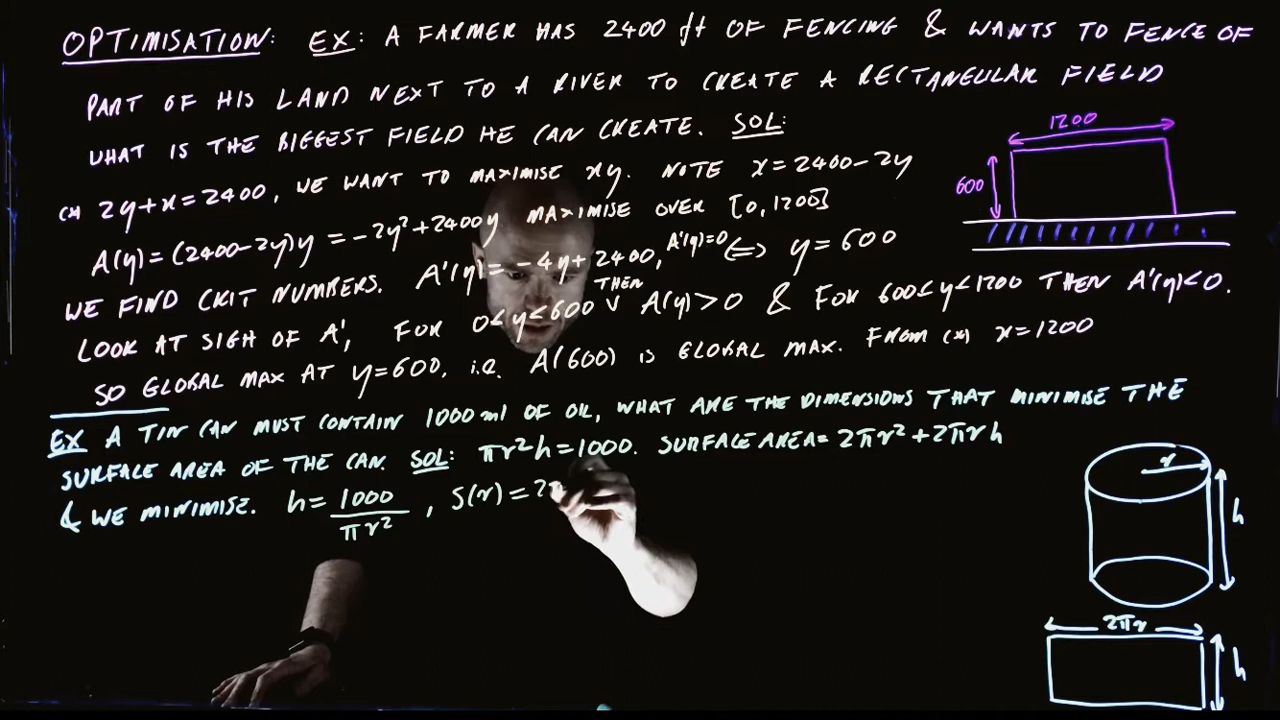 OPTIMISATION: EX: A FARMER HAS 2400 ft OF FENCING & WANTS TO FENCE OF
PART OF HIS LAND NEXT TO A RIVER TO CREATE A RECTANGULAR FIELD
WHAT IS THE BIGGEST FIELD HE CAN CREATE. SOL:
(*) 2y+x=2400, WE WANT TO MAXIMISE xy. NOTE x=2400-2y
A(y)=(2400-2y)y=-2y²+2400y MAXIMISE OVER [0,1200]
WE FIND CRIT NUMBERS. A'(y)=-4y+2400, A'(y)=0 ⟺ y=600
LOOK AT SIGH OF A', FOR 0<y<600 THEN A(y)>0 & FOR 600<y<1200 THEN A'(y)<0.
SO GLOBAL MAX AT y=600, i.e. A(600) IS GLOBAL MAX. FROM (*) x=1200
1200
600
EX A TIN CAN MUST CONTAIN 1000 ml OF OIL, WHAT ARE THE DIMENSIONS THAT MINIMISE THE
SURFACE AREA OF THE CAN. SOL: πr²h=1000. SURFACE AREA=2πr²+2πrh
& WE MINIMISE. h=1000/πr², S(r)=2π
r
h
2πr
h